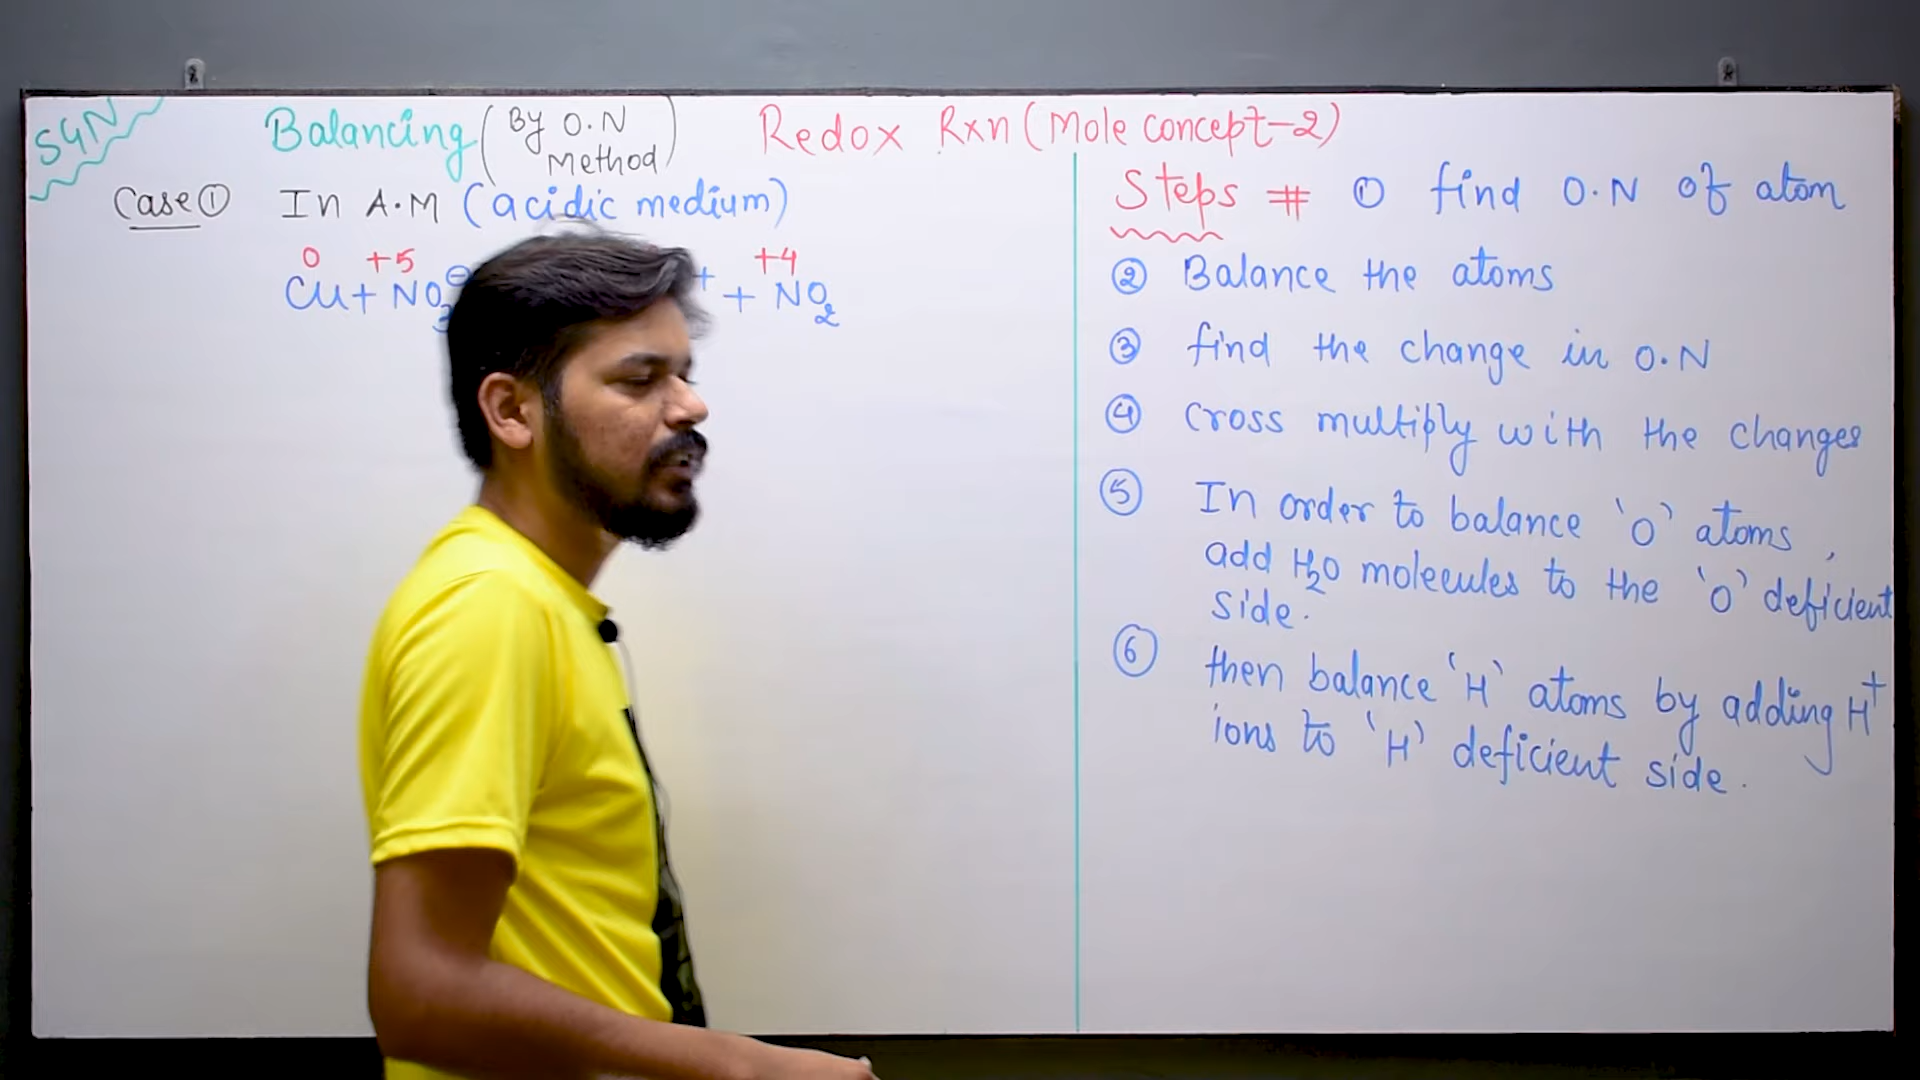 SGN
Balancing (By O.N Method)
Redox Rxn (Mole concept-2)
Case ① In A.M (acidic medium)
0 +5 +4
Cu + NO₃⊖ + + NO₂
Steps # ① find O.N of atom
② Balance the atoms
③ find the change in O.N
④ cross multiply with the changes
⑤ In order to balance 'O' atoms,
add H₂O molecules to the 'O' deficient
side.
⑥ then balance 'H' atoms by adding H⁺
ions to 'H' deficient side.